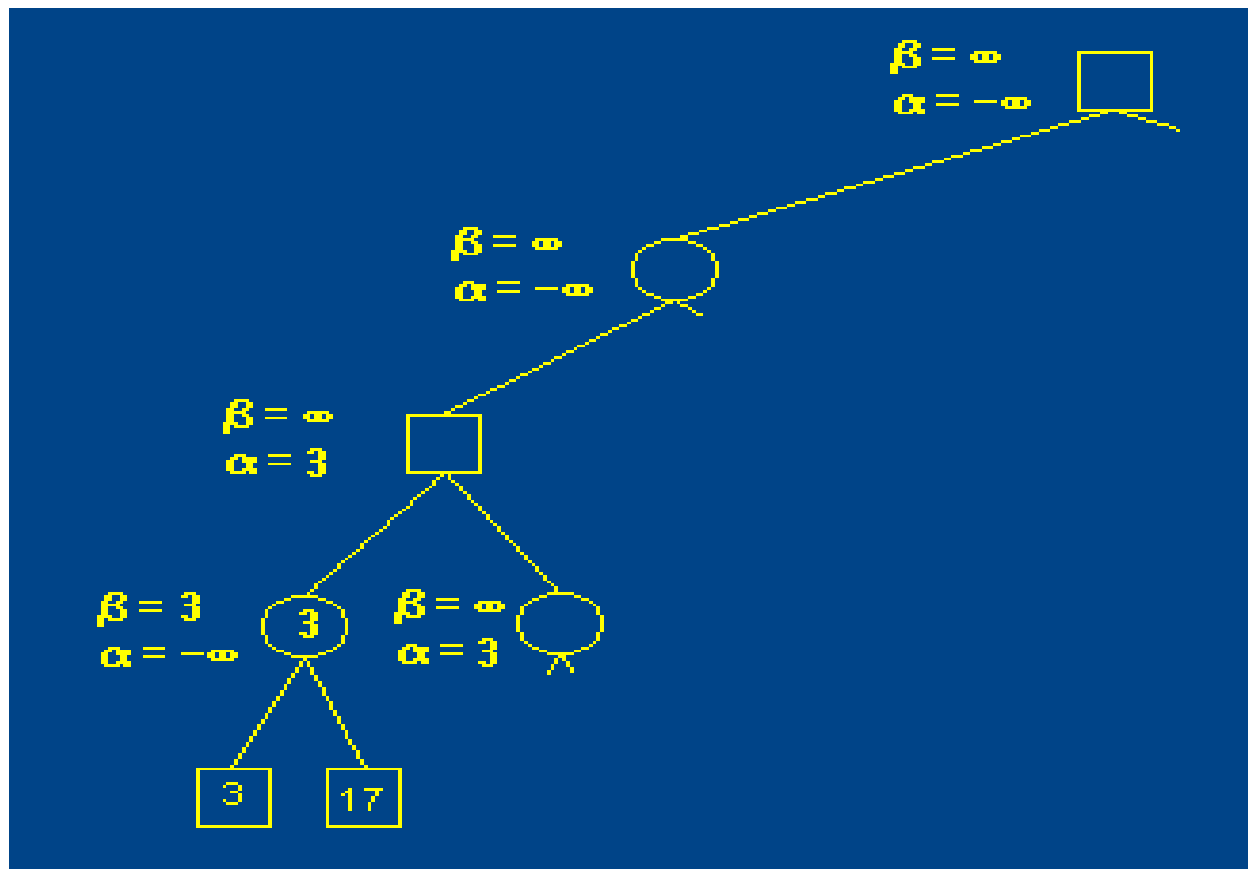 β = ∞
α = −∞
β = ∞
α = −∞
β = ∞
α = 3
β = 3
α = −∞
3
β = ∞
α = 3
3
17